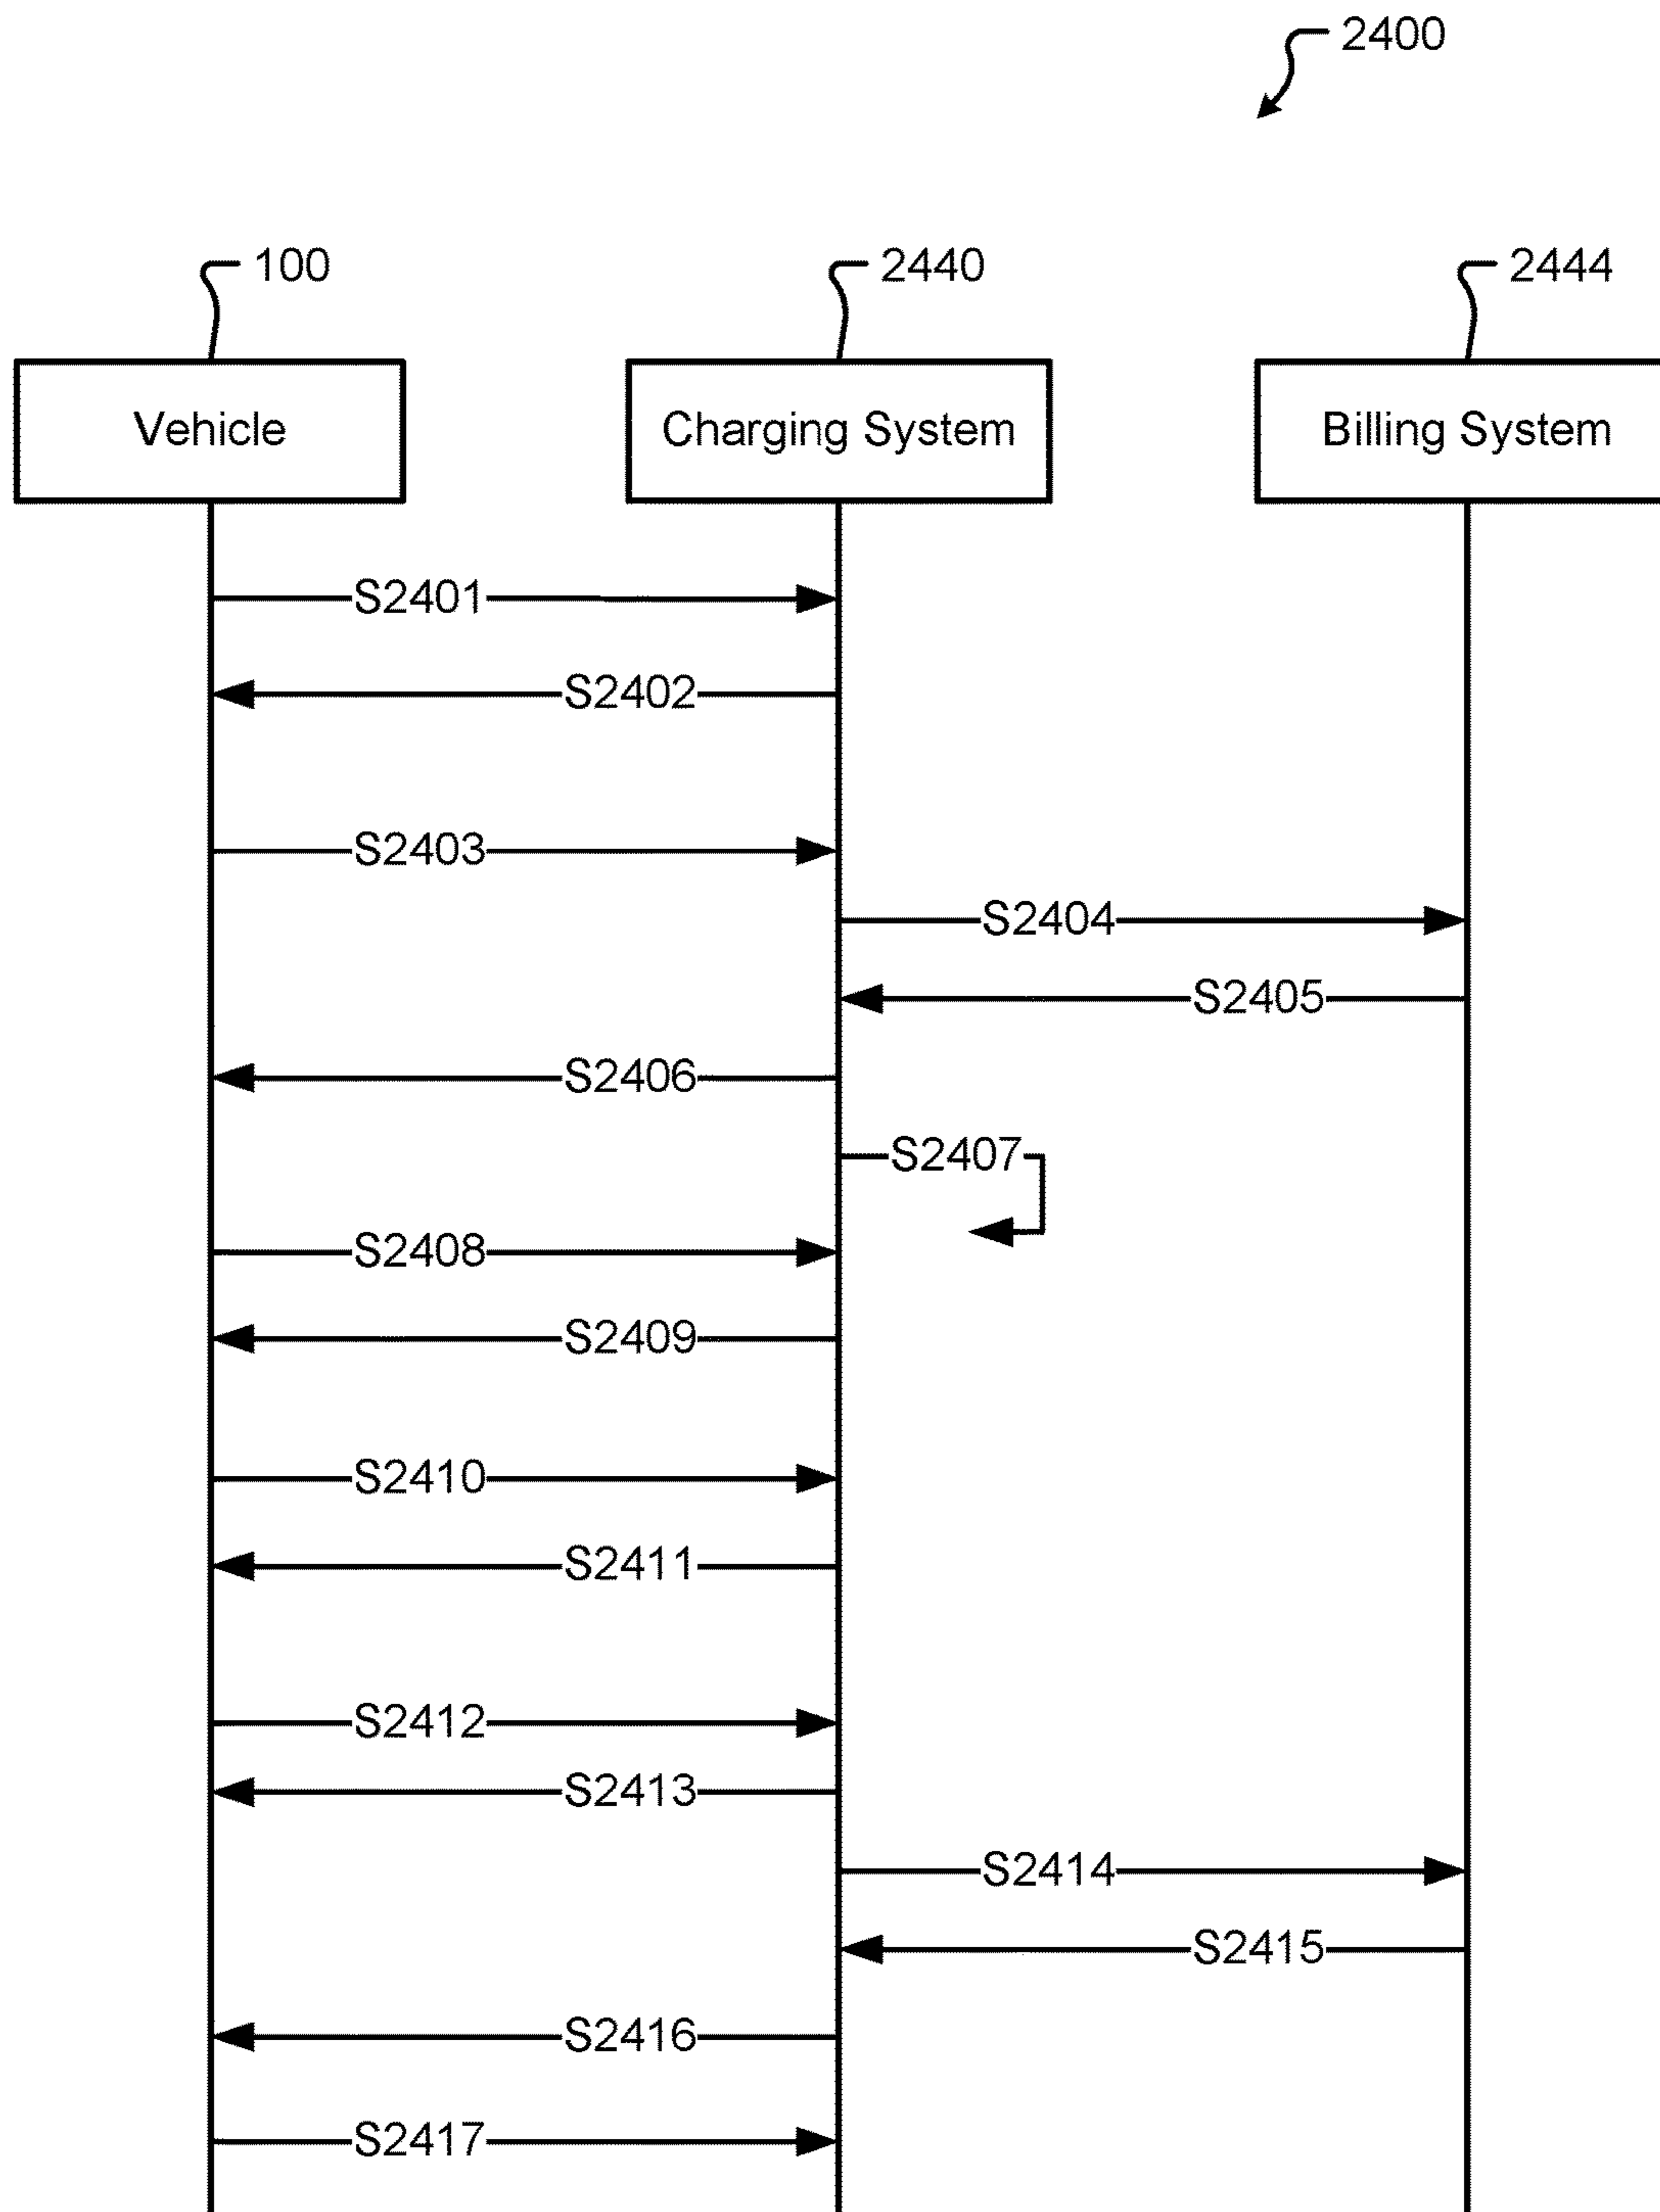 2400
100
2440
2444
Vehicle
Charging System
Billing System
S2401
S2402
S2403
S2404
S2405
S2406
S2407
S2408
S2409
S2410
S2411
S2412
S2413
S2414
S2415
S2416
S2417